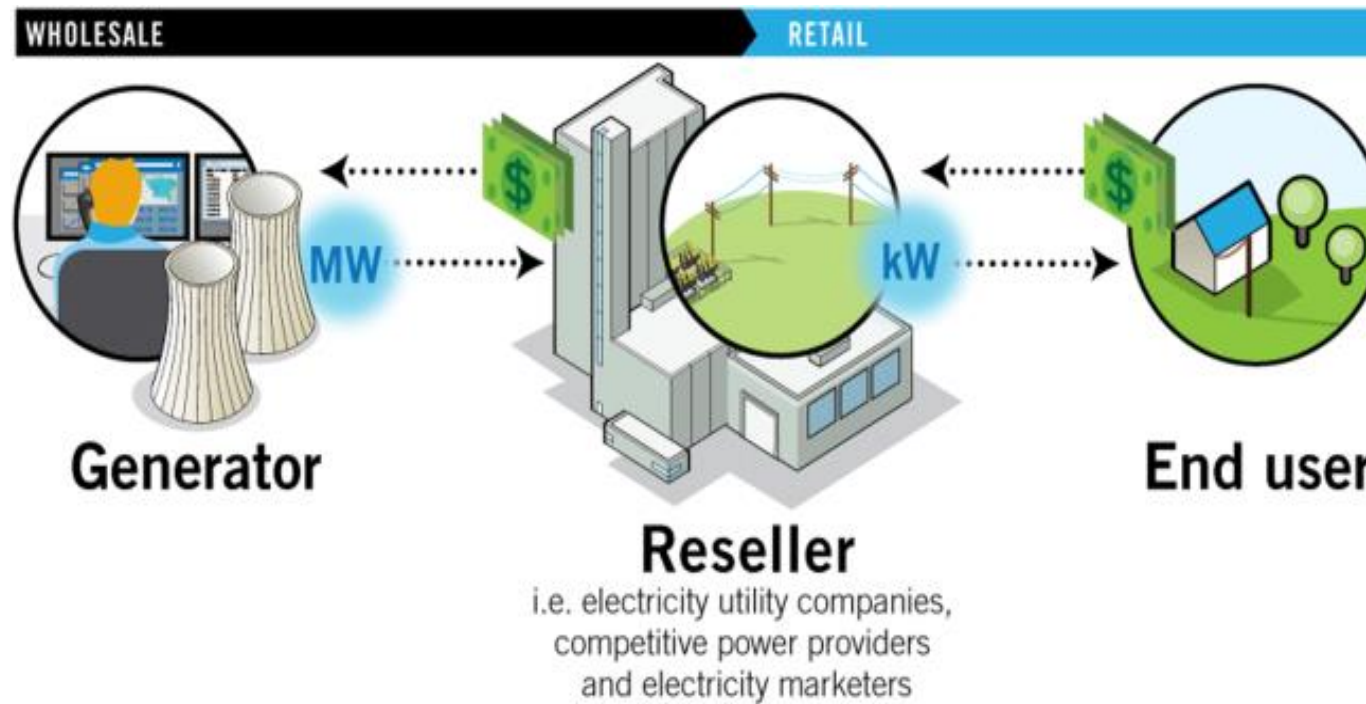 WHOLESALE
RETAIL
$
$
MW
kW
Generator
End user
Reseller
i.e. electricity utility companies,
competitive power providers
and electricity marketers